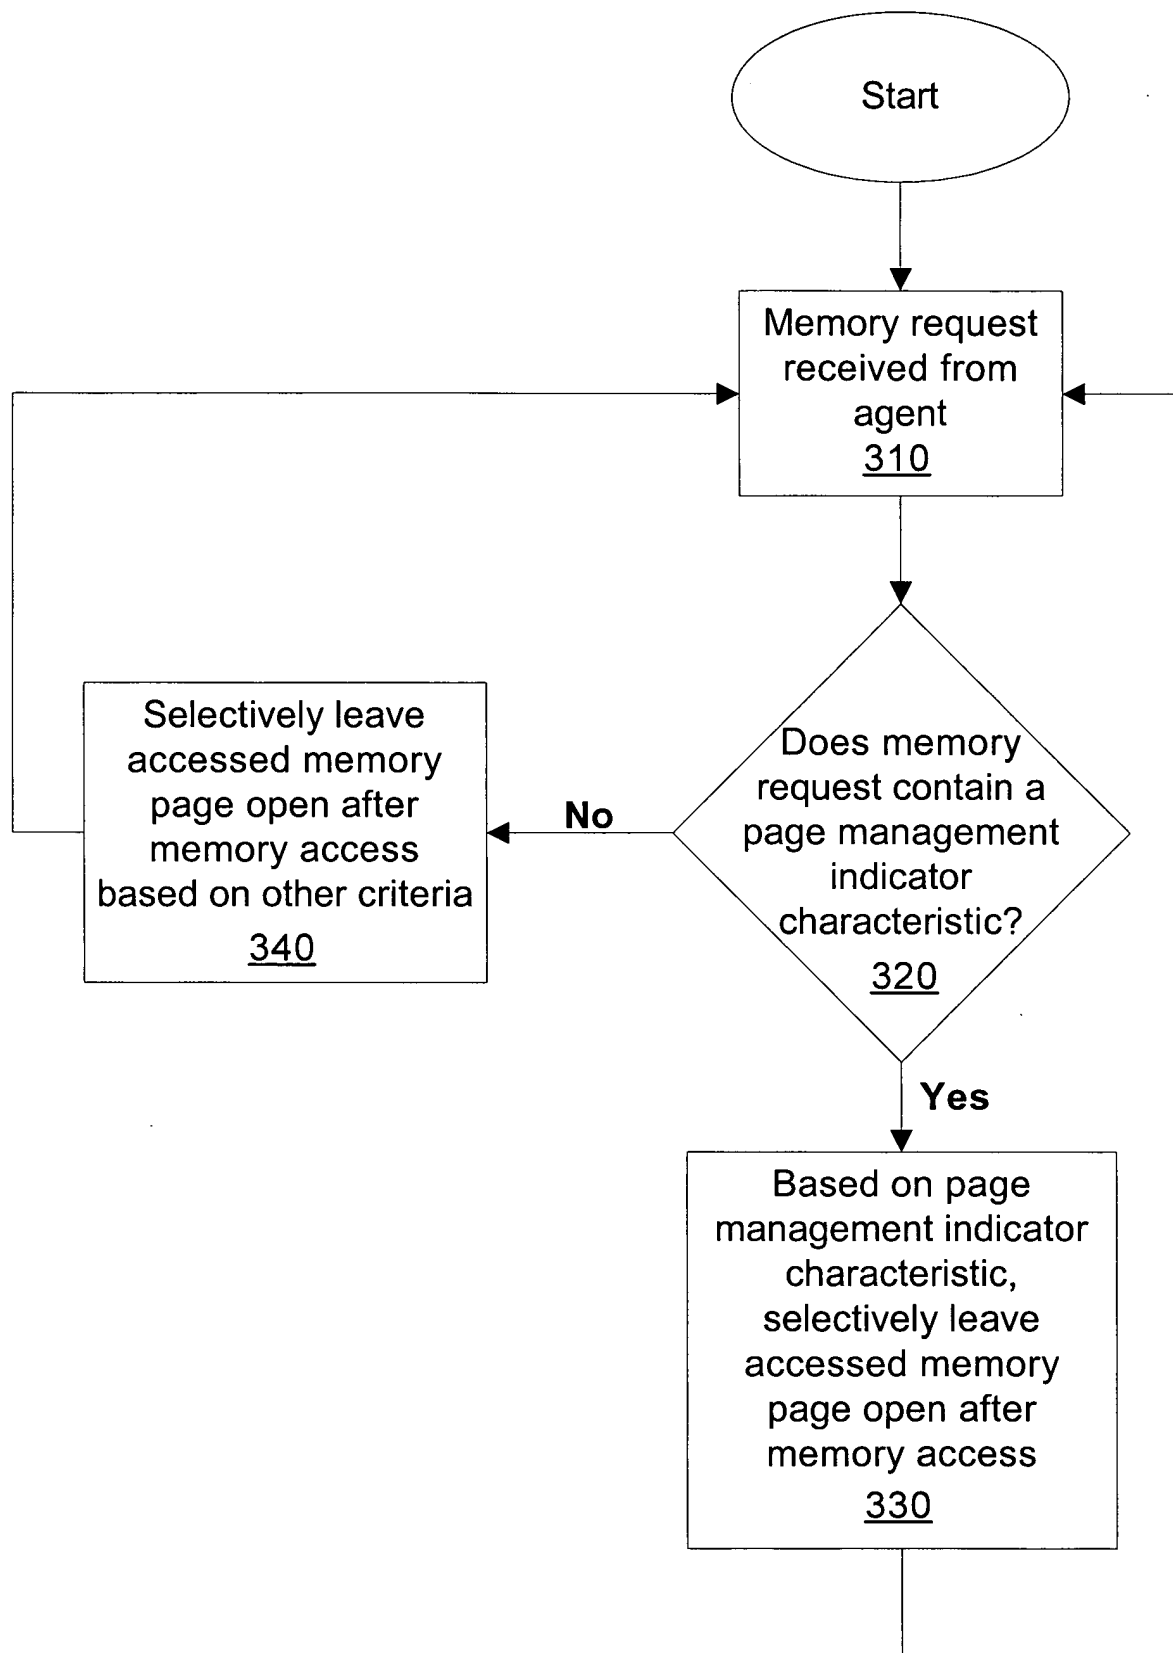 Start
Memory request
received from
agent
310
Does memory
request contain a
page management
indicator
characteristic?
320
No
Selectively leave
accessed memory
page open after
memory access
based on other criteria
340
Yes
Based on page
management indicator
characteristic,
selectively leave
accessed memory
page open after
memory access
330